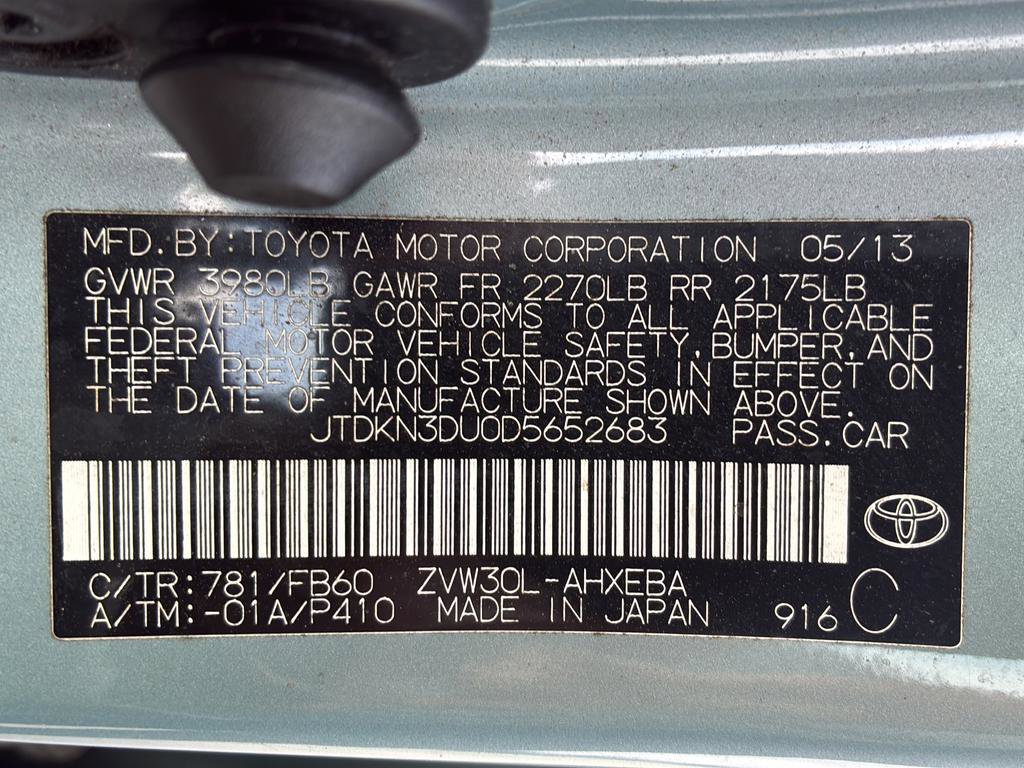 MFD. BY: TOYOTA MOTOR CORPORATION 05/13
GVWR 3980LB GAWR FR 2270LB RR 2175LB
THIS VEHICLE CONFORMS TO ALL APPLICABLE
FEDERAL MOTOR VEHICLE SAFETY, BUMPER, AND
THEFT PREVENTION STANDARDS IN EFFECT ON
THE DATE OF MANUFACTURE SHOWN ABOVE.
JTDKN3DU0D5652683 PASS. CAR
C/TR: 781/FB60 ZVW30L-AHXEBA
A/TM: -01A/P410 MADE IN JAPAN 916 C